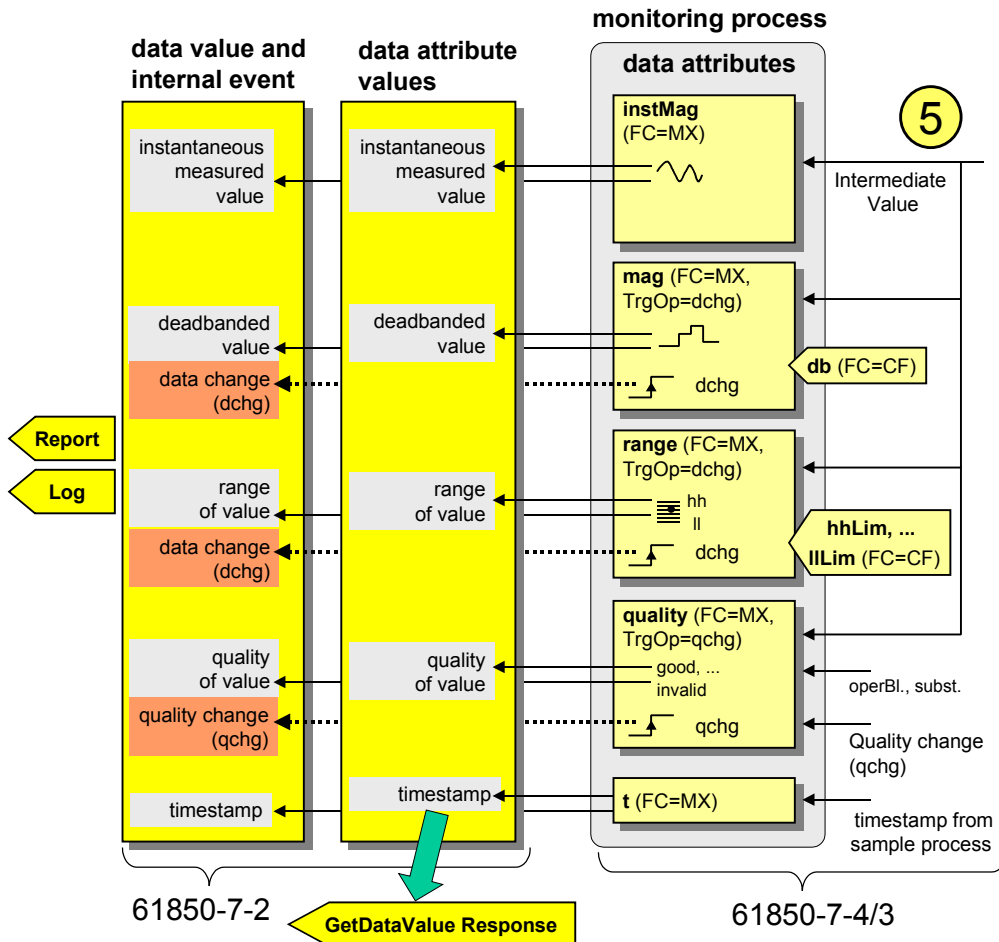 monitoring process
data value and
internal event
data attribute
values
data attributes
instantaneous
measured
value
instantaneous
measured
value
instMag
(FC=MX)
5
Intermediate
Value
deadbanded
value
data change
(dchg)
deadbanded
value
mag (FC=MX,
TrgOp=dchg)
dchg
db (FC=CF)
Report
Log
range
of value
data change
(dchg)
range
of value
range (FC=MX,
TrgOp=dchg)
hh
ll
dchg
hhLim, ...
llLim (FC=CF)
quality
of value
quality change
(qchg)
quality
of value
quality (FC=MX,
TrgOp=qchg)
good, ...
invalid
qchg
operBl., subst.
Quality change
(qchg)
timestamp
timestamp
t (FC=MX)
timestamp from
sample process
61850-7-2
GetDataValue Response
61850-7-4/3